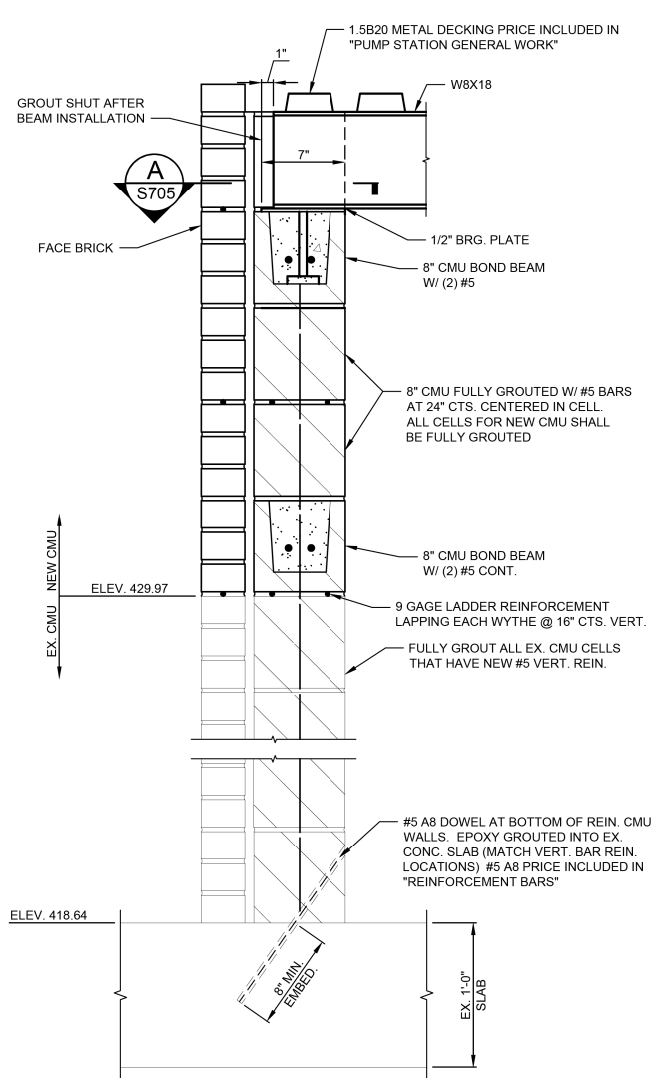 1.5B20 METAL DECKING PRICE INCLUDED IN
"PUMP STATION GENERAL WORK"
1"
W8X18
GROUT SHUT AFTER
BEAM INSTALLATION
7"
A
S705
1/2" BRG. PLATE
FACE BRICK
8" CMU BOND BEAM
W/ (2) #5
8" CMU FULLY GROUTED W/ #5 BARS
AT 24" CTS. CENTERED IN CELL.
ALL CELLS FOR NEW CMU SHALL
BE FULLY GROUTED
NEW CMU
EX. CMU
8" CMU BOND BEAM
W/ (2) #5 CONT.
ELEV. 429.97
9 GAGE LADDER REINFORCEMENT
LAPPING EACH WYTHE @ 16" CTS. VERT.
FULLY GROUT ALL EX. CMU CELLS
THAT HAVE NEW #5 VERT. REIN.
#5 A8 DOWEL AT BOTTOM OF REIN. CMU
WALLS. EPOXY GROUTED INTO EX.
CONC. SLAB (MATCH VERT. BAR REIN.
LOCATIONS) #5 A8 PRICE INCLUDED IN
"REINFORCEMENT BARS"
ELEV. 418.64
8" MIN.
EMBED.
EX. 1'-0"
SLAB